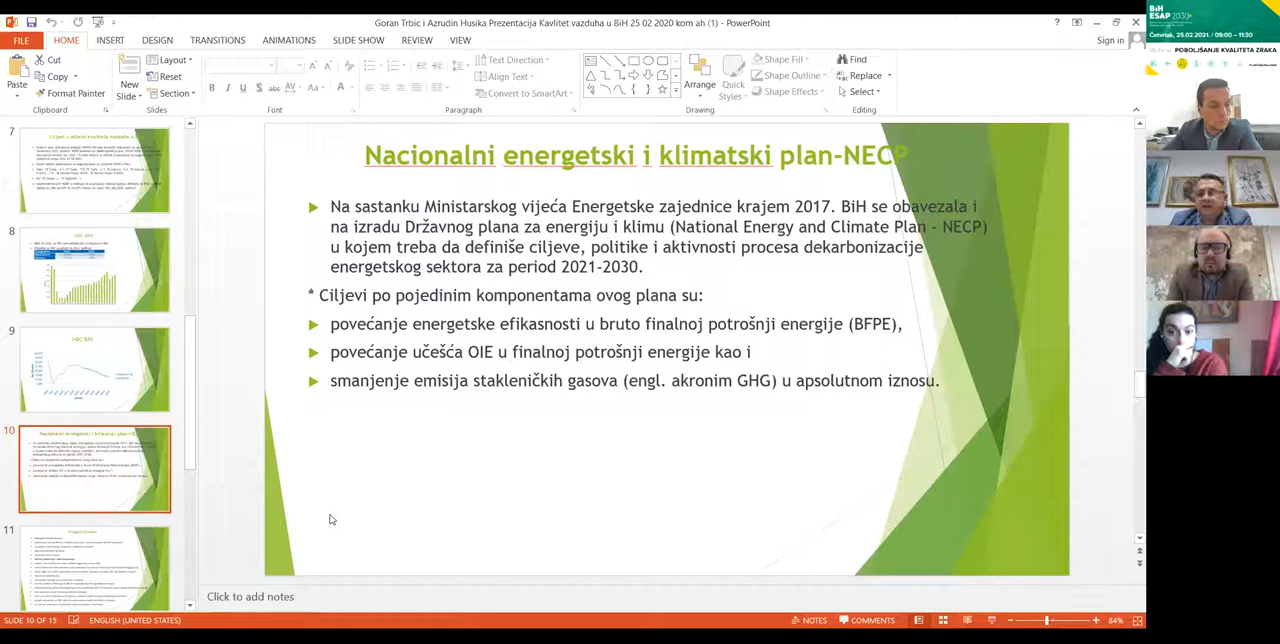 Goran Trbic i Azrudin Husika Prezentacija Kavlitet vazduha u BiH 25 02 2020 kom ah (1) - PowerPoint
FILE HOME INSERT DESIGN TRANSITIONS ANIMATIONS SLIDE SHOW REVIEW VIEW
Sign in
Cut
Copy
Format Painter
Paste
Clipboard
New Slide
Layout
Reset
Section
Slides
Font
Text Direction
Align Text
Convert to SmartArt
Paragraph
Arrange
Quick Styles
Shape Fill
Shape Outline
Shape Effects
Drawing
Find
Replace
Select
Editing
BiH
ESAP 2030+
Četvrtak, 25.02.2021. / 09:00 – 11:30
POBOLJŠANJE KVALITETA ZRAKA
7
8
9
10
11
Nacionalni energetski i klimatski plan-NECP
Na sastanku Ministarskog vijeća Energetske zajednice krajem 2017. BiH se obavezala i
na izradu Državnog plana za energiju i klimu (National Energy and Climate Plan - NECP)
u kojem treba da definira ciljeve, politike i aktivnosti procesa dekarbonizacije
energetskog sektora za period 2021-2030.
* Ciljevi po pojedinim komponentama ovog plana su:
povećanje energetske efikasnosti u bruto finalnoj potrošnji energije (BFPE),
povećanje učešća OIE u finalnoj potrošnji energije kao i
smanjenje emisija stakleničkih gasova (engl. akronim GHG) u apsolutnom iznosu.
Click to add notes
SLIDE 10 OF 15 ENGLISH (UNITED STATES) NOTES COMMENTS 84%